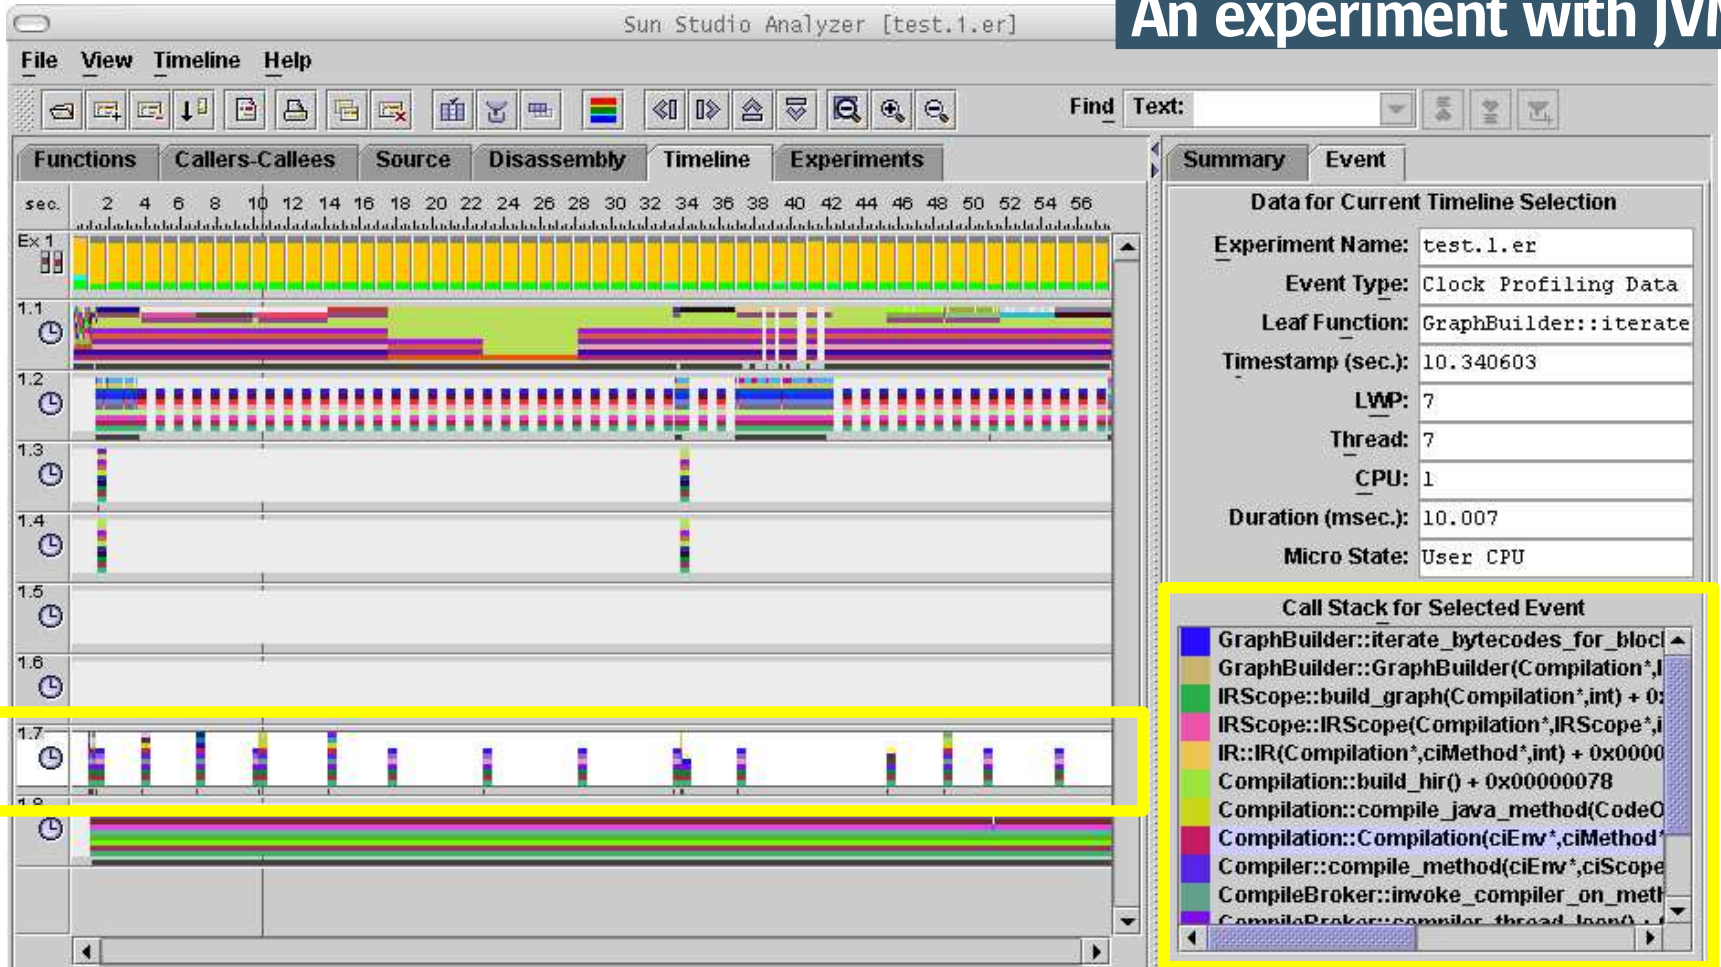 An experiment with JVM
Sun Studio Analyzer [test.1.er]
File View Timeline Help
Find Text:
Functions Callers-Callees Source Disassembly Timeline Experiments
Summary Event
sec. 2 4 6 8 10 12 14 16 18 20 22 24 26 28 30 32 34 36 38 40 42 44 46 48 50 52 54 56
Ex 1
1.1
1.2
1.3
1.4
1.5
1.6
1.7
1.8
Data for Current Timeline Selection
Experiment Name: test.1.er
Event Type: Clock Profiling Data
Leaf Function: GraphBuilder::iterate
Timestamp (sec.): 10.340603
LWP: 7
Thread: 7
CPU: 1
Duration (msec.): 10.007
Micro State: User CPU
Call Stack for Selected Event
GraphBuilder::iterate_bytecodes_for_bloc
GraphBuilder::GraphBuilder(Compilation*,I
IRScope::build_graph(Compilation*,int) + 0x
IRScope::IRScope(Compilation*,IRScope*,i
IR::IR(Compilation*,ciMethod*,int) + 0x0000
Compilation::build_hir() + 0x00000078
Compilation::compile_java_method(CodeO
Compilation::Compilation(ciEnv*,ciMethod*
Compiler::compile_method(ciEnv*,ciScope
CompileBroker::invoke_compiler_on_meth
CompileBroker::compiler_thread_loop() +